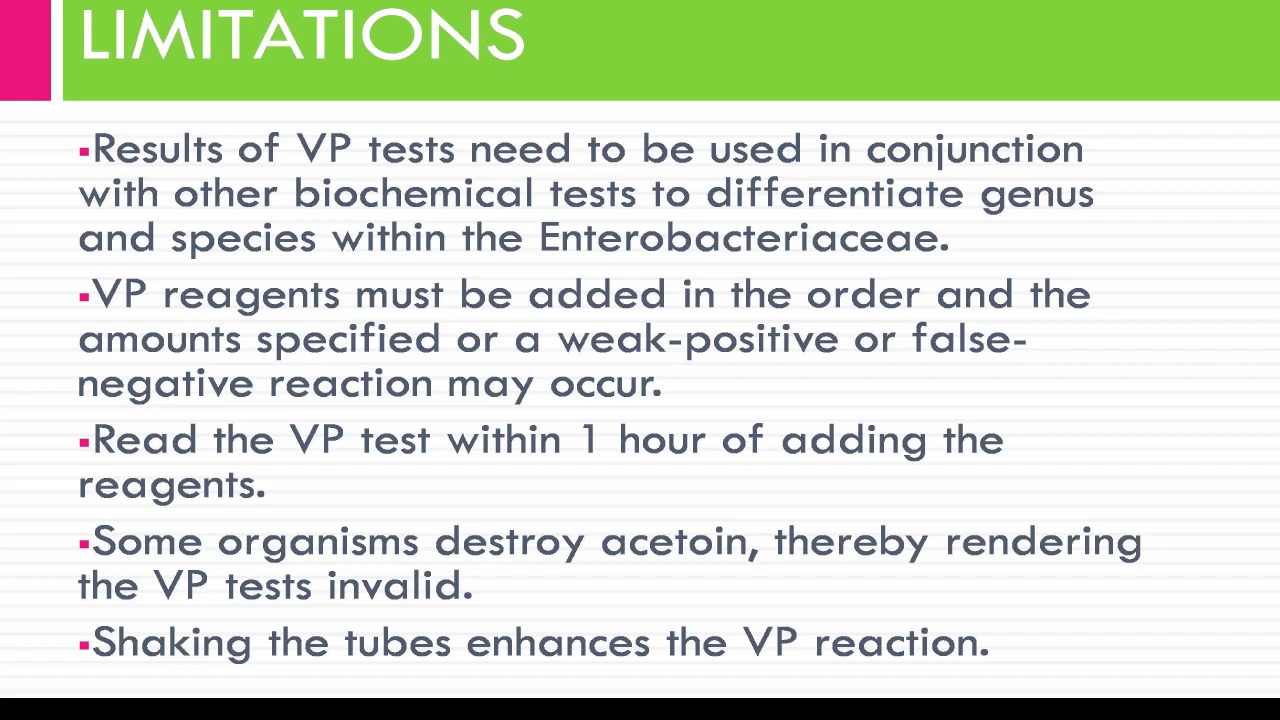 LIMITATIONS
▪Results of VP tests need to be used in conjunction
with other biochemical tests to differentiate genus
and species within the Enterobacteriaceae.
▪VP reagents must be added in the order and the
amounts specified or a weak-positive or false-
negative reaction may occur.
▪Read the VP test within 1 hour of adding the
reagents.
▪Some organisms destroy acetoin, thereby rendering
the VP tests invalid.
▪Shaking the tubes enhances the VP reaction.